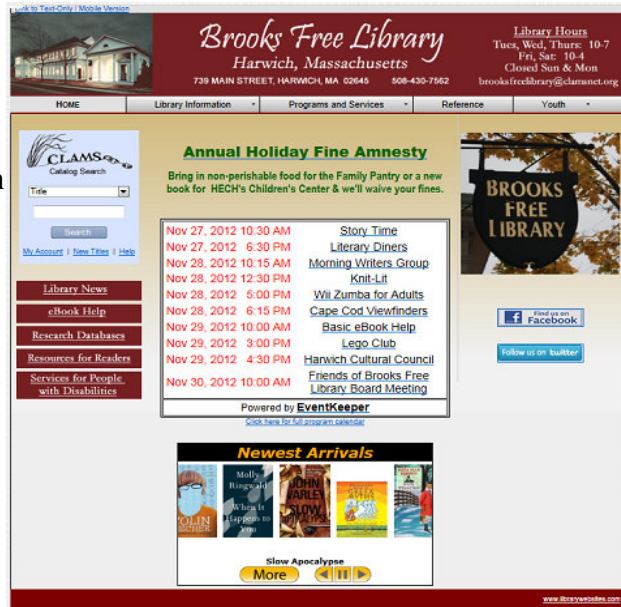 Link to Text-Only / Mobile Version
Brooks Free Library
Harwich, Massachusetts
739 MAIN STREET, HARWICH, MA 02645 508-430-7562
Library Hours
Tues, Wed, Thurs: 10-7
Fri, Sat: 10-4
Closed Sun & Mon
brooksfreelibrary@clamsnet.org
HOME Library Information Programs and Services Reference Youth
CLAMS
Catalog Search
Title
Search
My Account | New Titles | Help
Library News
eBook Help
Research Databases
Resources for Readers
Services for People
with Disabilities
Annual Holiday Fine Amnesty
Bring in non-perishable food for the Family Pantry or a new
book for HECH's Children's Center & we'll waive your fines.
Nov 27, 2012 10:30 AM Story Time
Nov 27, 2012 6:30 PM Literary Diners
Nov 28, 2012 10:15 AM Morning Writers Group
Nov 28, 2012 12:30 PM Knit-Lit
Nov 28, 2012 5:00 PM Wii Zumba for Adults
Nov 28, 2012 6:15 PM Cape Cod Viewfinders
Nov 29, 2012 10:00 AM Basic eBook Help
Nov 29, 2012 3:00 PM Lego Club
Nov 29, 2012 4:30 PM Harwich Cultural Council
Nov 30, 2012 10:00 AM Friends of Brooks Free
Library Board Meeting
Powered by EventKeeper
Click here for full program calendar
Newest Arrivals
Molly
Ringwald
When It
Happens to
You
JOHN
VARLEY
SLOW
APOCALYPSE
Slow Apocalypse
More
BROOKS
FREE
LIBRARY
Find us on
Facebook
Follow us on twitter
www.librarywebsites.com